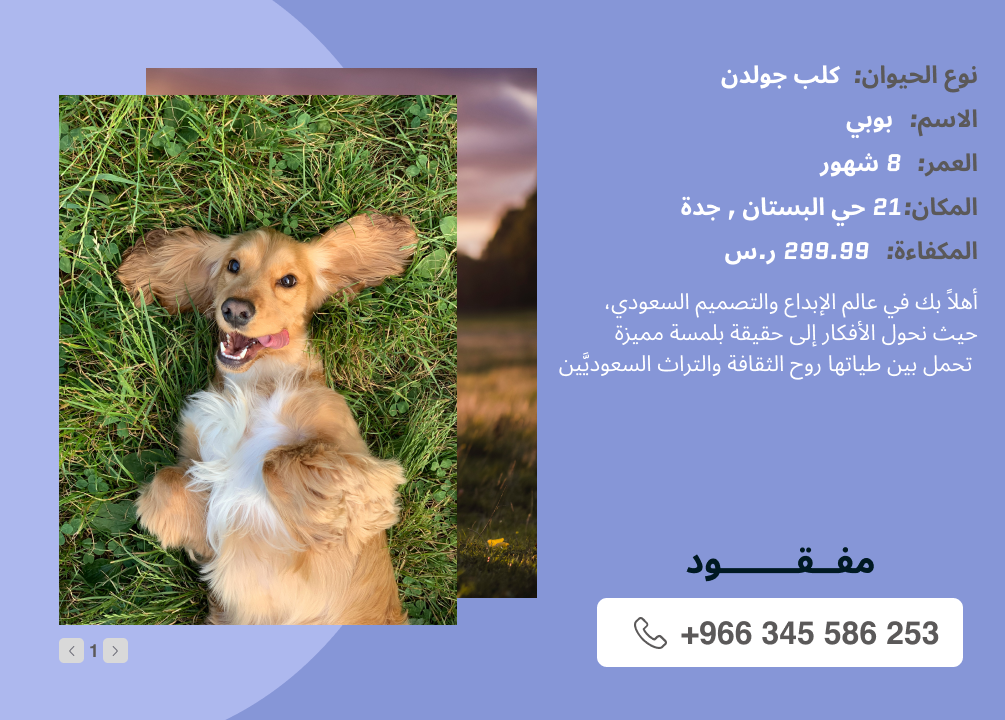 نوع الحيوان: كلب جولدن
الاسم: بوبي
العمر: 8 شهور
المكان:21 حي البستان , جدة
المكفاءة: 299.99 ر.س
أهلاً بك في عالم الإبداع والتصميم السعودي،
حيث نحول الأفكار إلى حقيقة بلمسة مميزة
تحمل بين طياتها روح الثقافة والتراث السعوديَّين
مفـقـــــود
+966 345 586 253
1